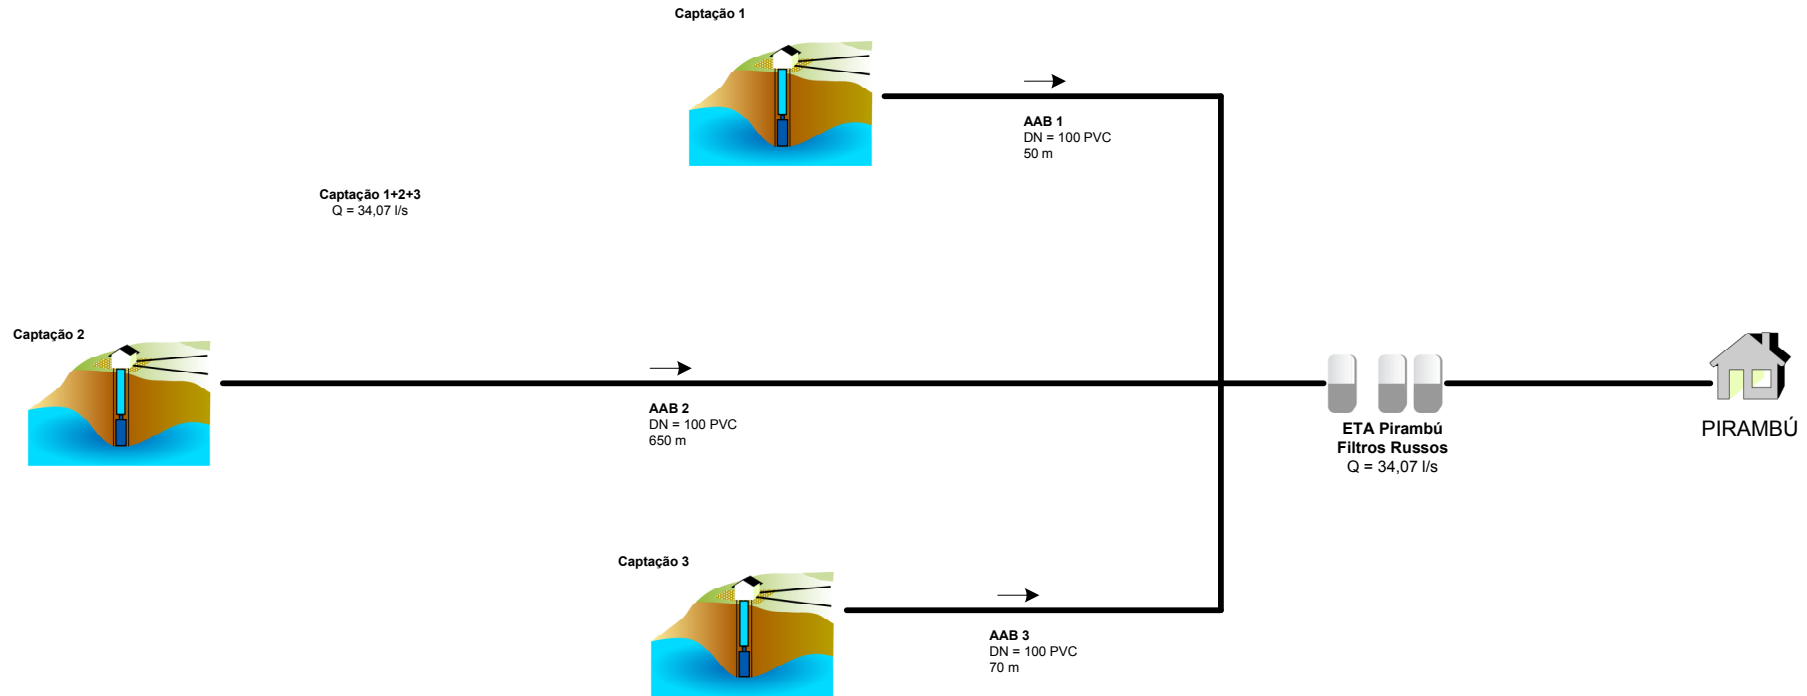 Captação 1
AAB 1
DN = 100 PVC
50 m
Captação 1+2+3
Q = 34,07 l/s
Captação 2
AAB 2
DN = 100 PVC
650 m
ETA Pirambú
Filtros Russos
Q = 34,07 l/s
PIRAMBÚ
Captação 3
AAB 3
DN = 100 PVC
70 m